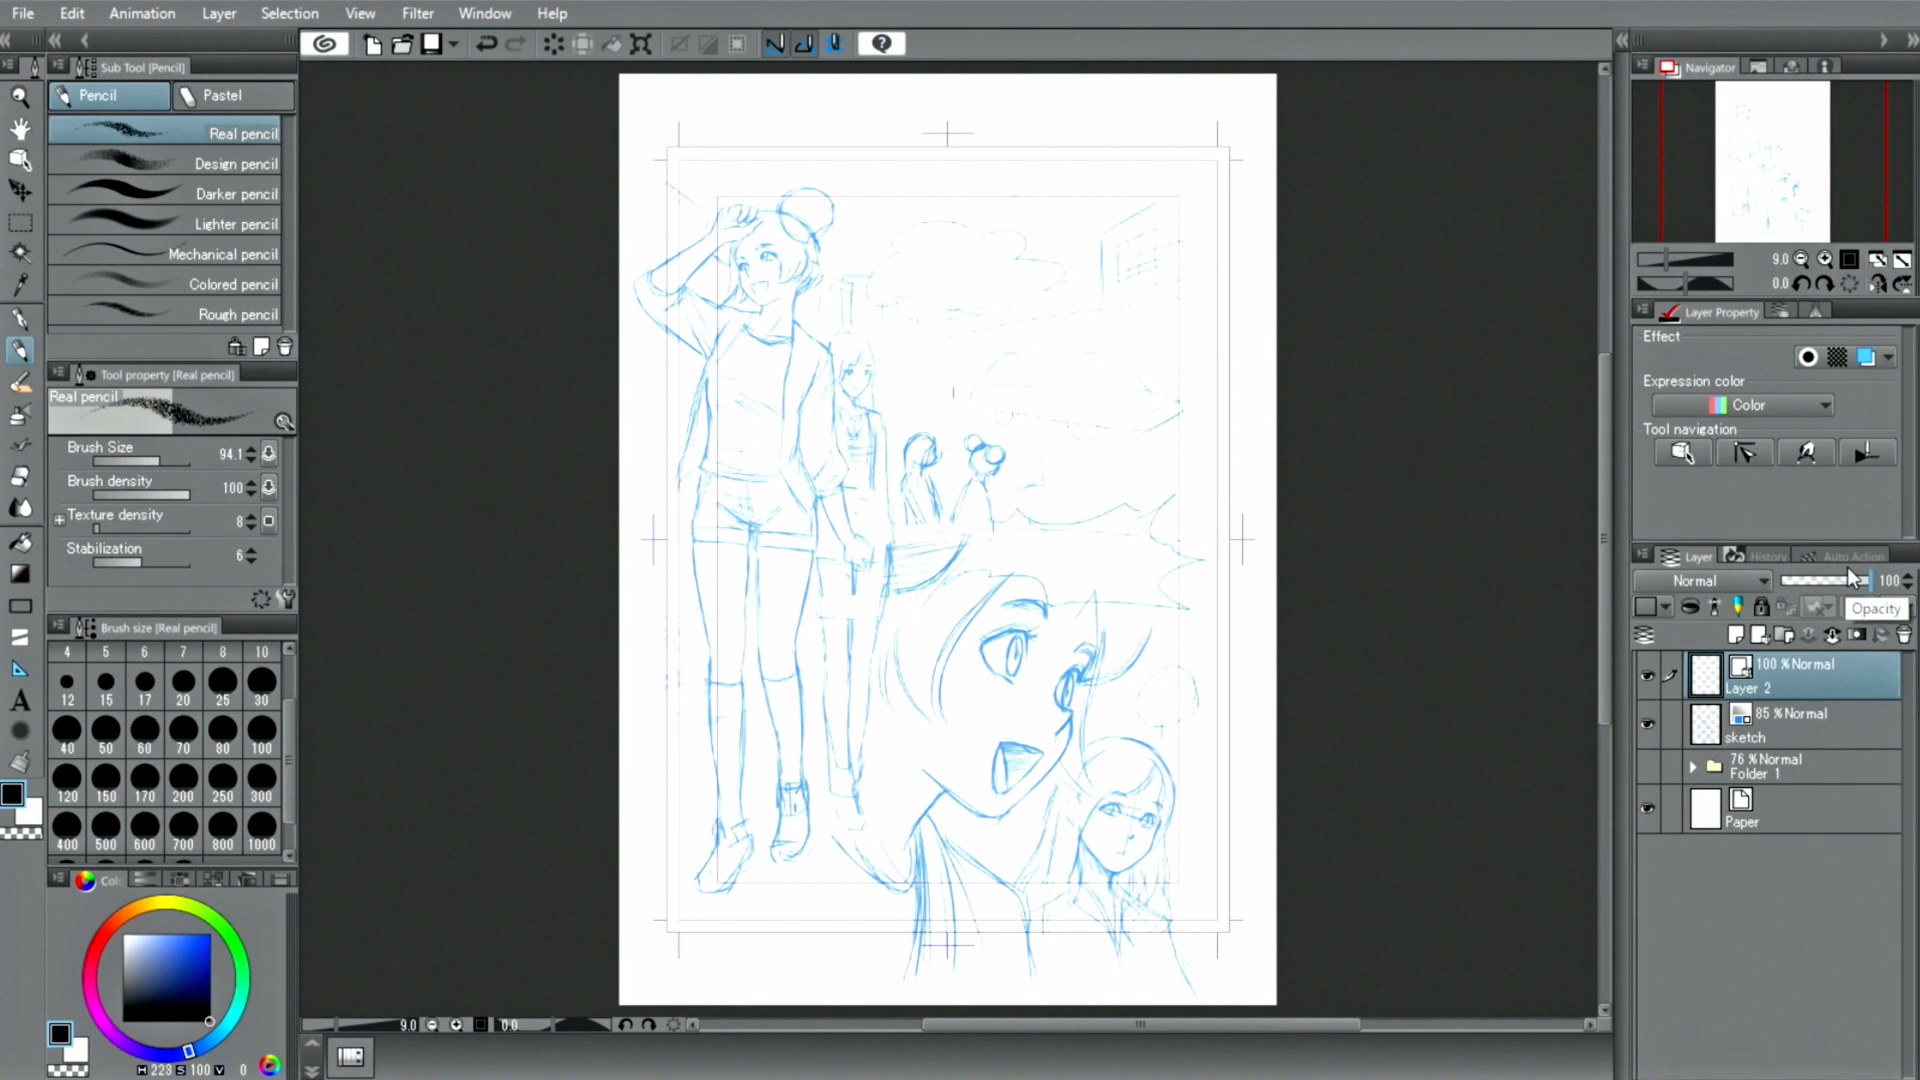 File Edit Animation Layer Selection View Filter Window Help
Sub Tool [Pencil]
Pencil Pastel
Real pencil
Design pencil
Darker pencil
Lighter pencil
Mechanical pencil
Colored pencil
Rough pencil
Tool property [Real pencil]
Real pencil
Brush Size 94.1
Brush density 100
Texture density 8
Stabilization 6
Brush size [Real pencil]
4 5 6 7 8 10
12 15 17 20 25 30
40 50 60 70 80 100
120 150 170 200 250 300
400 500 600 700 800 1000
Col
H 223 S 100 V 0
9.0 0.0
Navigator
9.0
0.0
Layer Property
Effect
Expression color
Color
Tool navigation
Layer History Auto Action
Normal 100
Opacity
100 % Normal
Layer 2
85 % Normal
sketch
76 % Normal
Folder 1
Paper